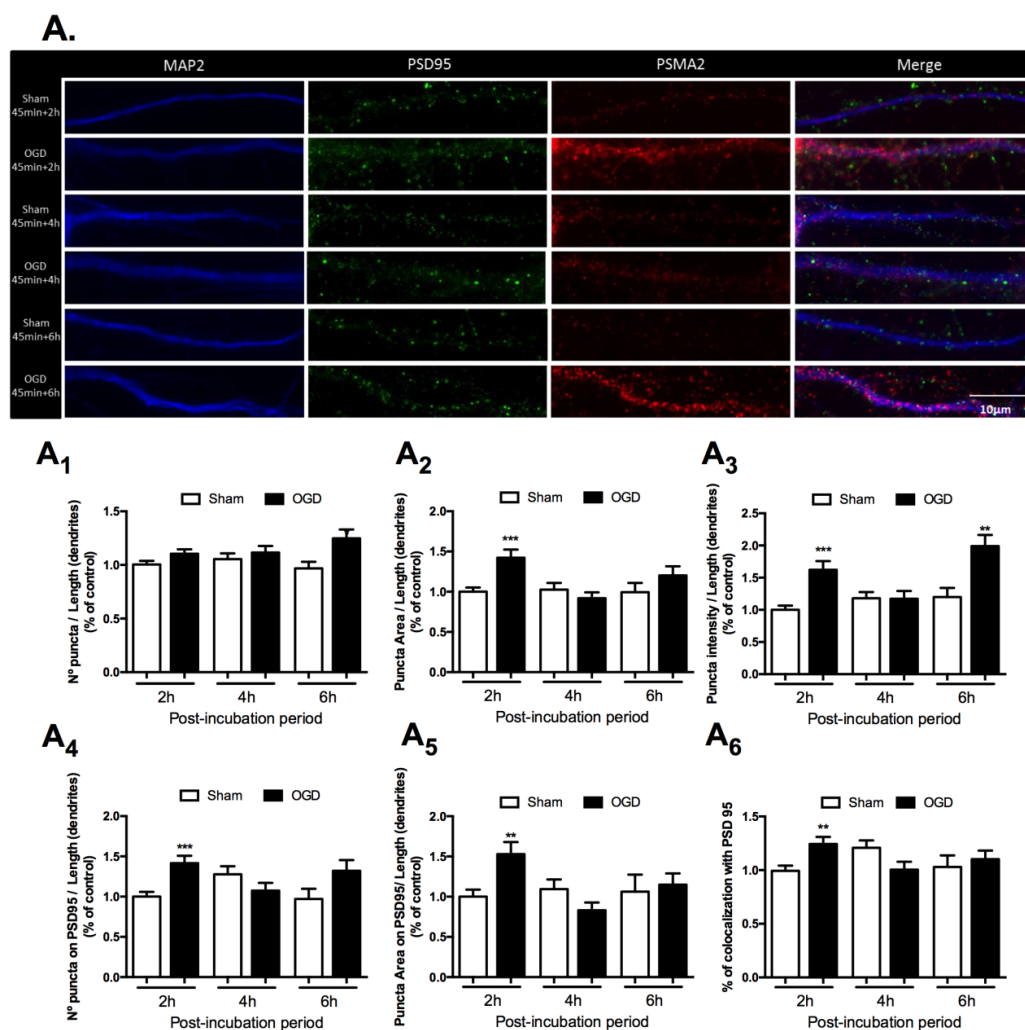 A.
MAP2 PSD95 PSMA2 Merge
Sham
45min+2h
OGD
45min+2h
Sham
45min+4h
OGD
45min+4h
Sham
45min+6h
OGD
45min+6h
10µm
A1
Sham OGD
Nº puncta / Length (dendrites)
(% of control)
1.5
1.0
0.5
0.0
2h 4h 6h
Post-incubation period
A2
Sham OGD
Puncta Area / Length (dendrites)
(% of control)
2.0
1.5
1.0
0.5
0.0
***
2h 4h 6h
Post-incubation period
A3
Sham OGD
Puncta intensity / Length (dendrites)
(% of control)
2.5
2.0
1.5
1.0
0.5
0.0
*** **
2h 4h 6h
Post-incubation period
A4
Sham OGD
Nº puncta on PSD95 / Length (dendrites)
(% of control)
2.0
1.5
1.0
0.5
0.0
***
2h 4h 6h
Post-incubation period
A5
Sham OGD
Puncta Area on PSD95/ Length (dendrites)
(% of control)
2.0
1.5
1.0
0.5
0.0
**
2h 4h 6h
Post-incubation period
A6
Sham OGD
% of colocalization with PSD 95
(% of control)
1.5
1.0
0.5
0.0
**
2h 4h 6h
Post-incubation period